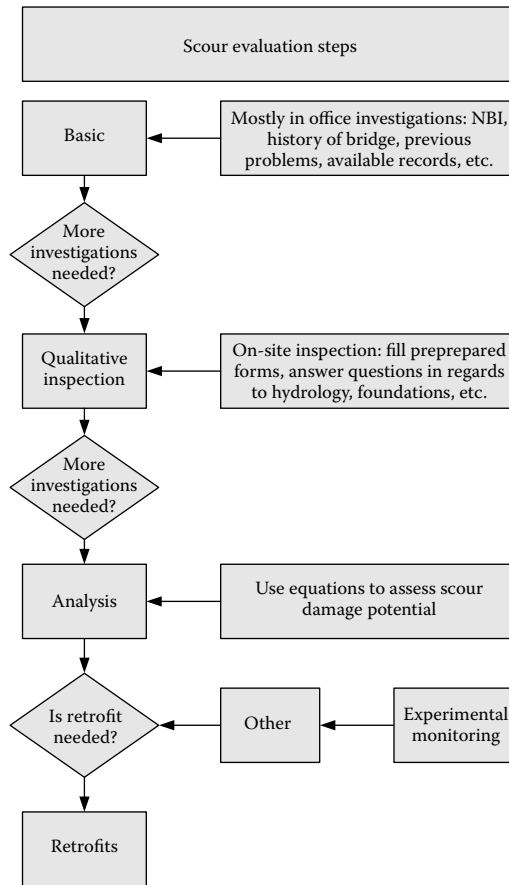 Scour evaluation steps
Basic
Mostly in office investigations: NBI,
history of bridge, previous
problems, available records, etc.
More
investigations
needed?
Qualitative
inspection
On-site inspection: fill preprepared
forms, answer questions in regards
to hydrology, foundations, etc.
More
investigations
needed?
Analysis
Use equations to assess scour
damage potential
Is retrofit
needed?
Other
Experimental
monitoring
Retrofits